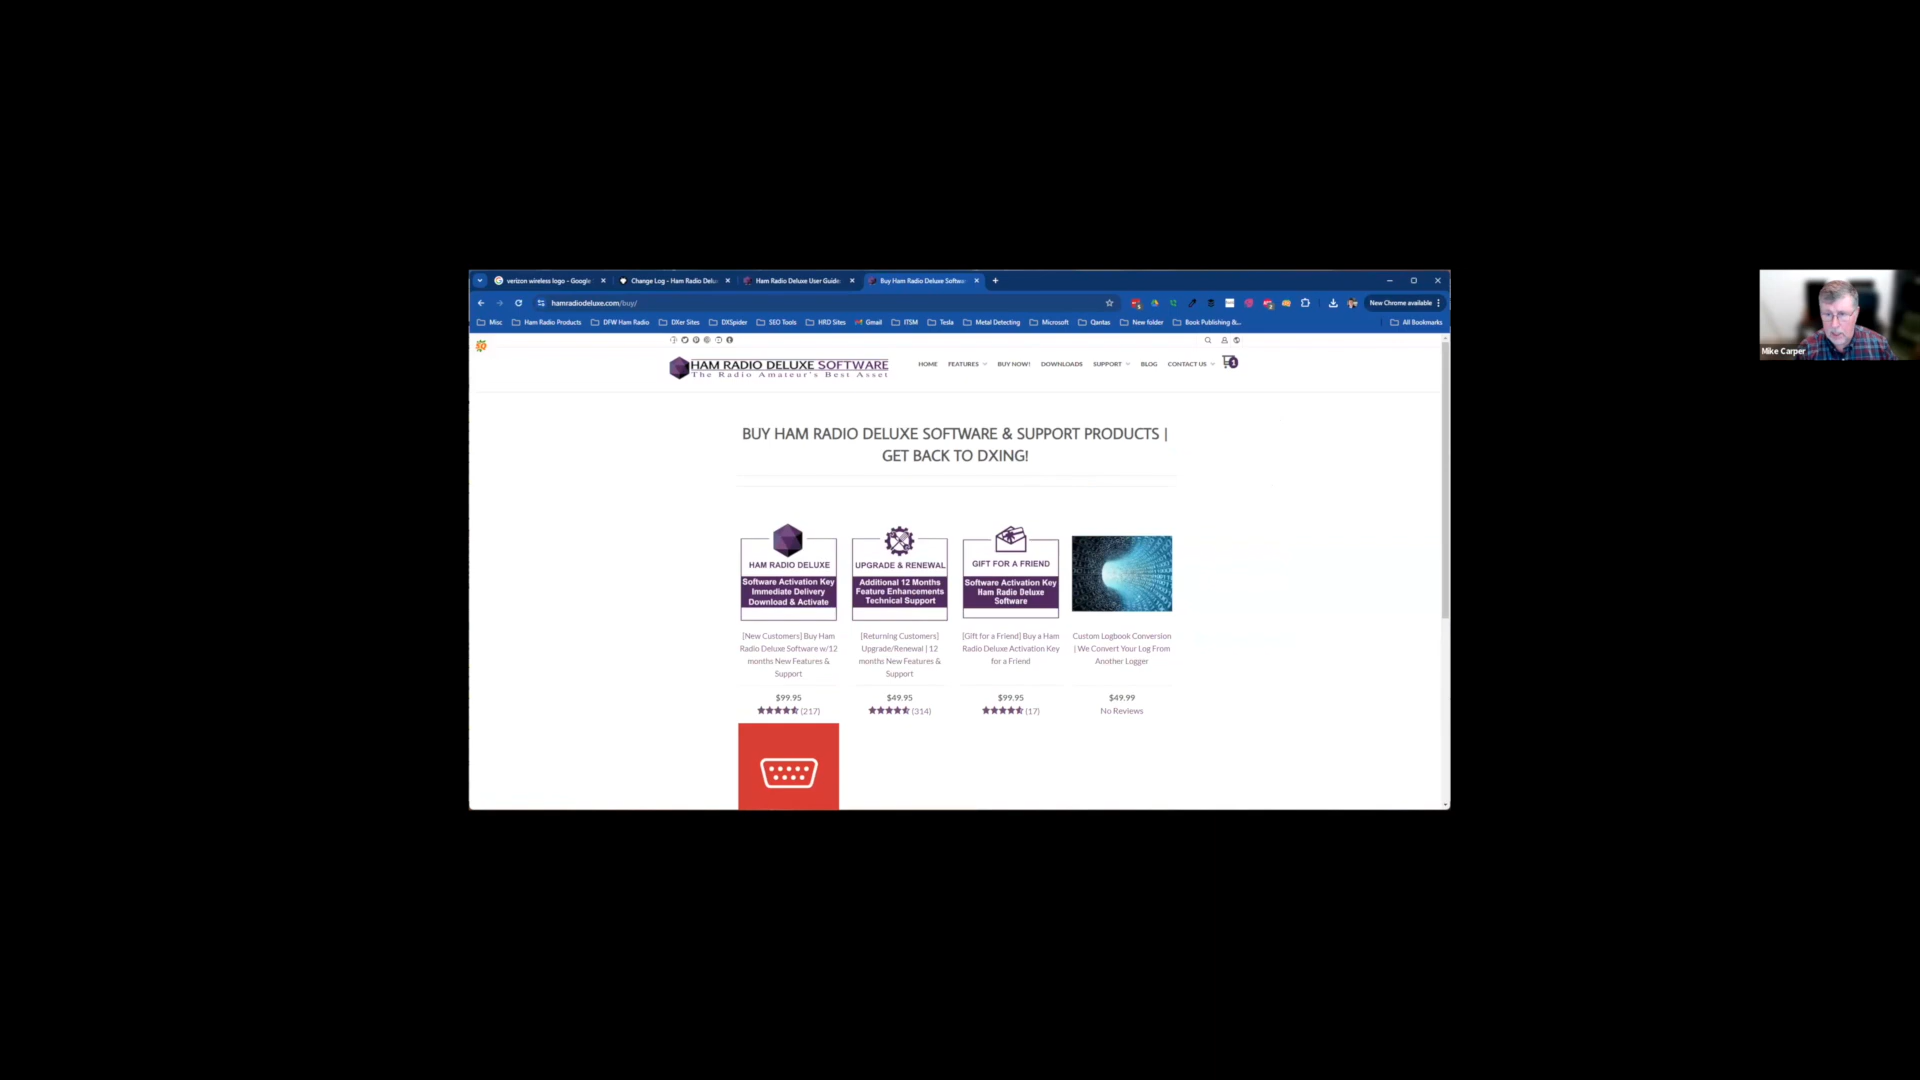 verizon wireless logo - Google
Change Log - Ham Radio Delu
Ham Radio Deluxe User Guide
Buy Ham Radio Deluxe Softwa
hamradiodeluxe.com/buy/
New Chrome available
Misc
Ham Radio Products
DFW Ham Radio
DXer Sites
DXSpider
SEO Tools
HRD Sites
Gmail
ITSM
Tesla
Metal Detecting
Microsoft
Qantas
New folder
Book Publishing &...
All Bookmarks
HAM RADIO DELUXE SOFTWARE
The Radio Amateur's Best Asset
HOME
FEATURES
BUY NOW!
DOWNLOADS
SUPPORT
BLOG
CONTACT US
1
Mike Carper
BUY HAM RADIO DELUXE SOFTWARE & SUPPORT PRODUCTS |
GET BACK TO DXING!
HAM RADIO DELUXE
Software Activation Key
Immediate Delivery
Download & Activate
[New Customers] Buy Ham
Radio Deluxe Software w/12
months New Features &
Support
$99.95
(217)
UPGRADE & RENEWAL
Additional 12 Months
Feature Enhancements
Technical Support
[Returning Customers]
Upgrade/Renewal | 12
months New Features &
Support
$49.95
(314)
GIFT FOR A FRIEND
Software Activation Key
Ham Radio Deluxe
Software
[Gift for a Friend] Buy a Ham
Radio Deluxe Activation Key
for a Friend
$99.95
(17)
Custom Logbook Conversion
| We Convert Your Log From
Another Logger
$49.99
No Reviews